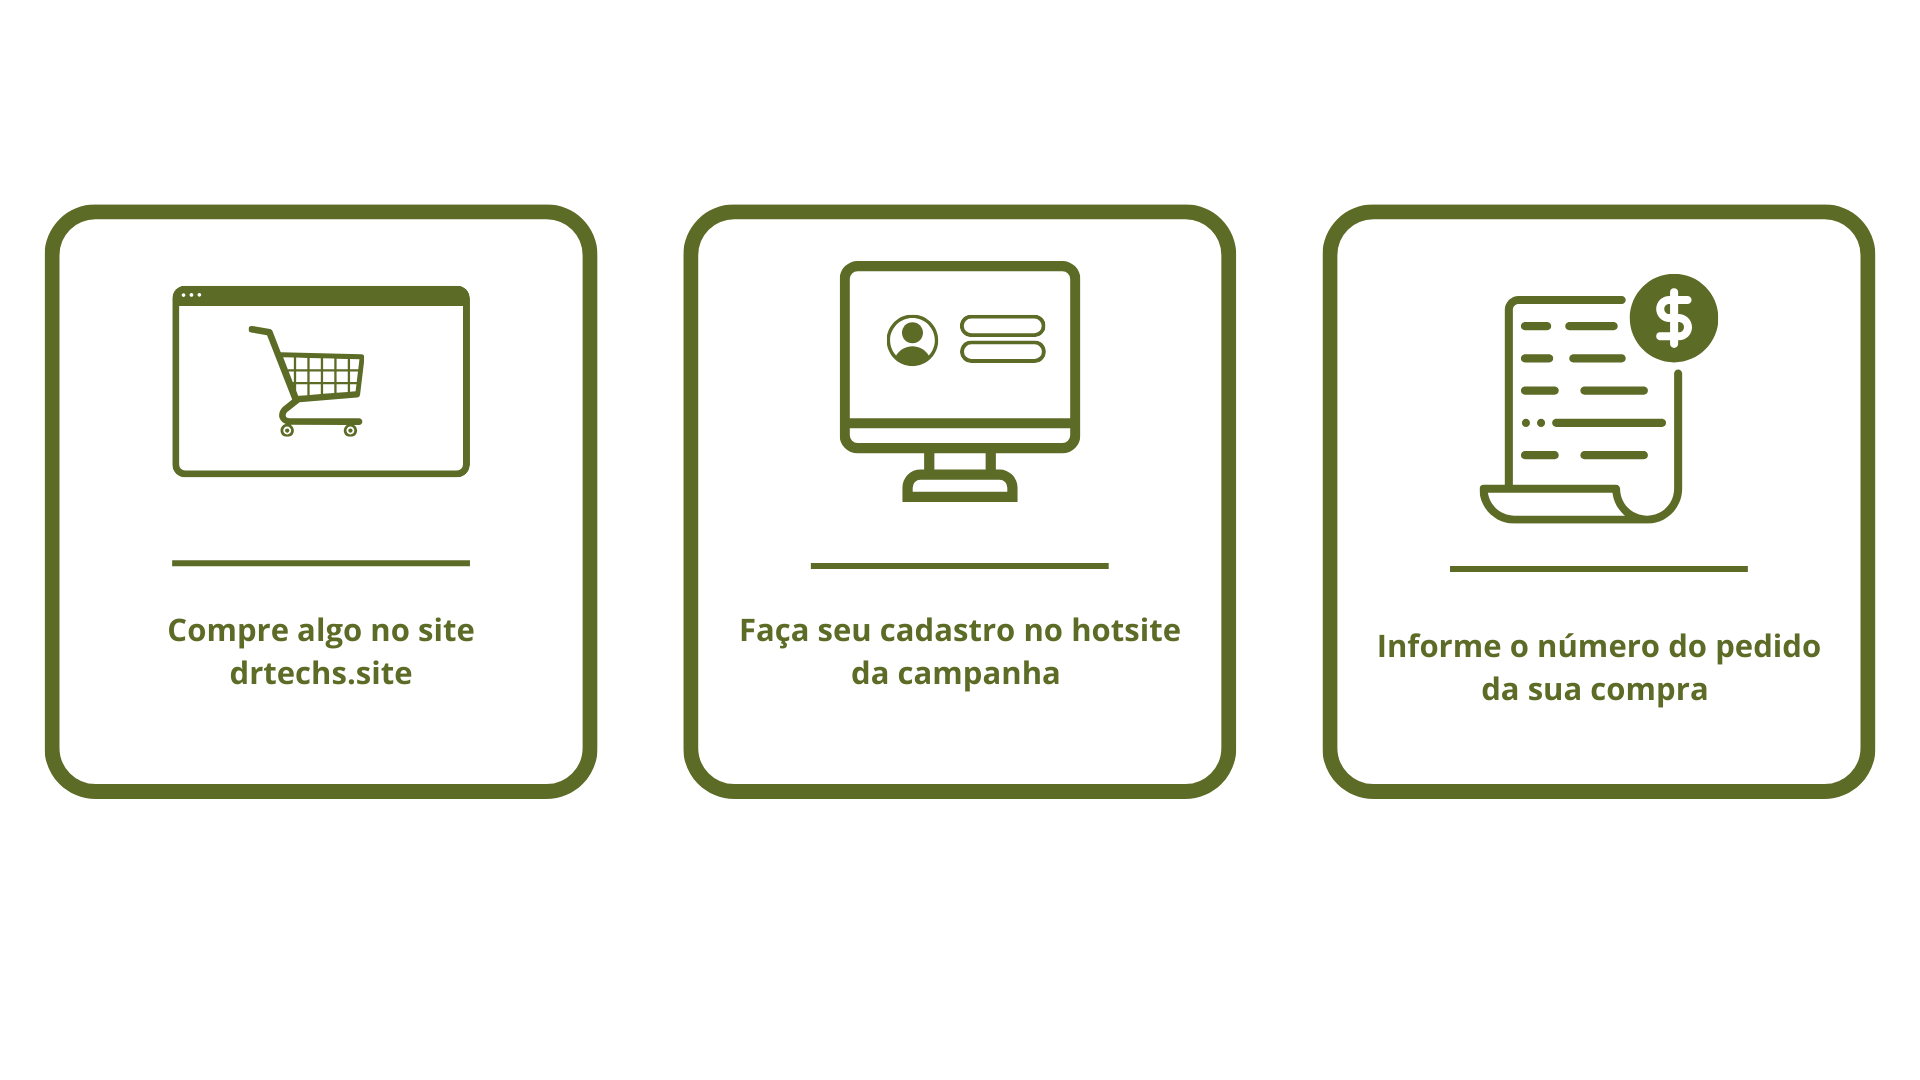 Compre algo no site
drtechs.site
Faça seu cadastro no hotsite
da campanha
$
Informe o número do pedido
da sua compra